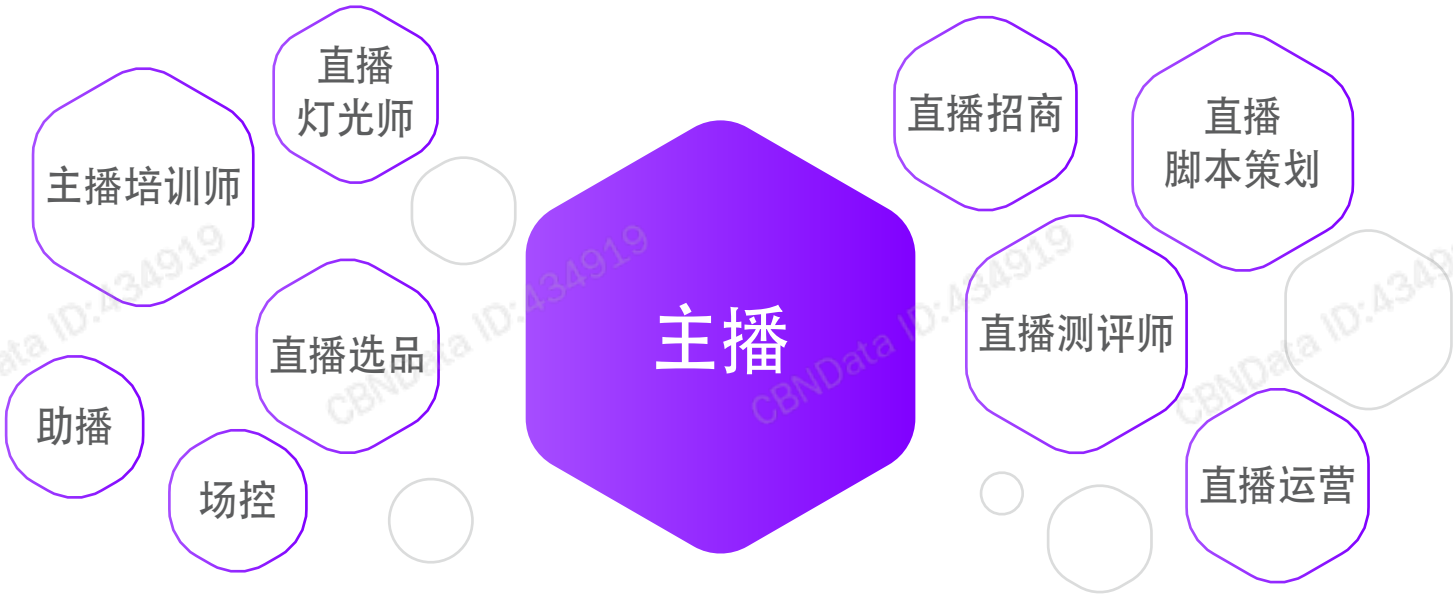 直播
灯光师
主播培训师
直播选品
助播
场控
主播
直播招商
直播
脚本策划
直播测评师
直播运营
ata ID:434919
CBNData ID:434919
CBNData ID:434919
CBNData ID:4349